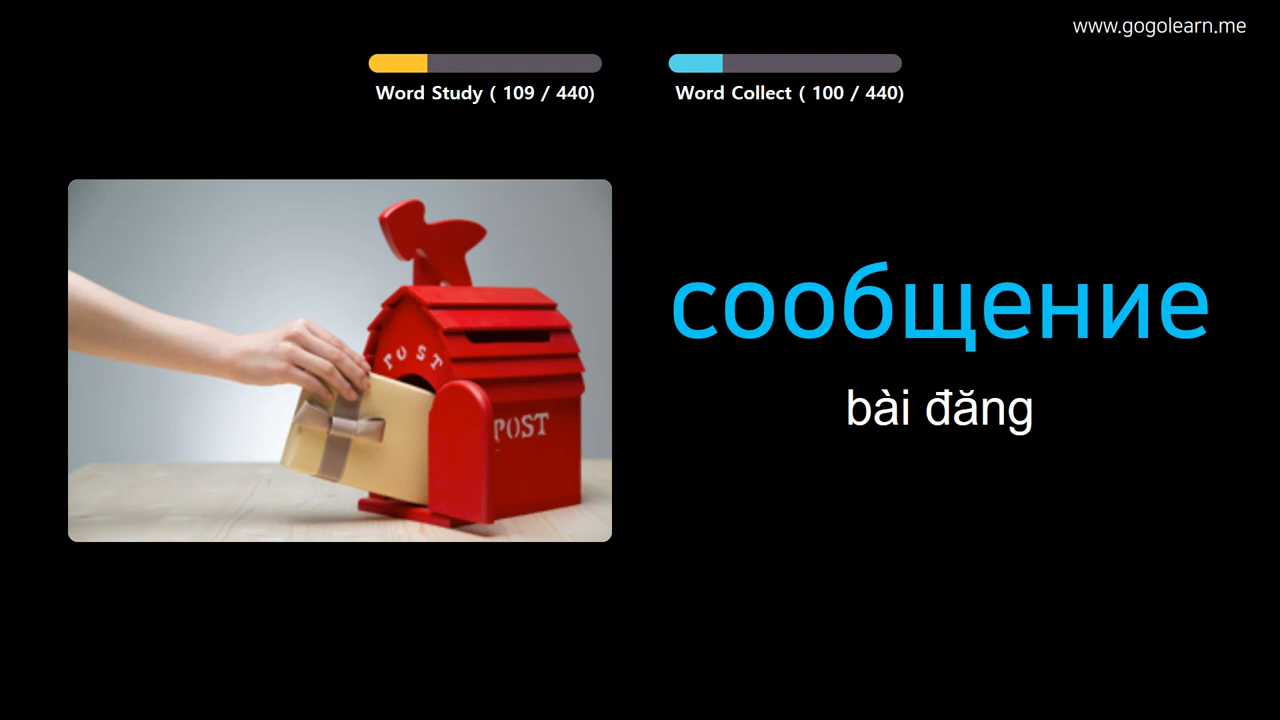 www.gogolearn.me
Word Study ( 109 / 440)
Word Collect ( 100 / 440)
сообщение
bài đăng
POST
POST